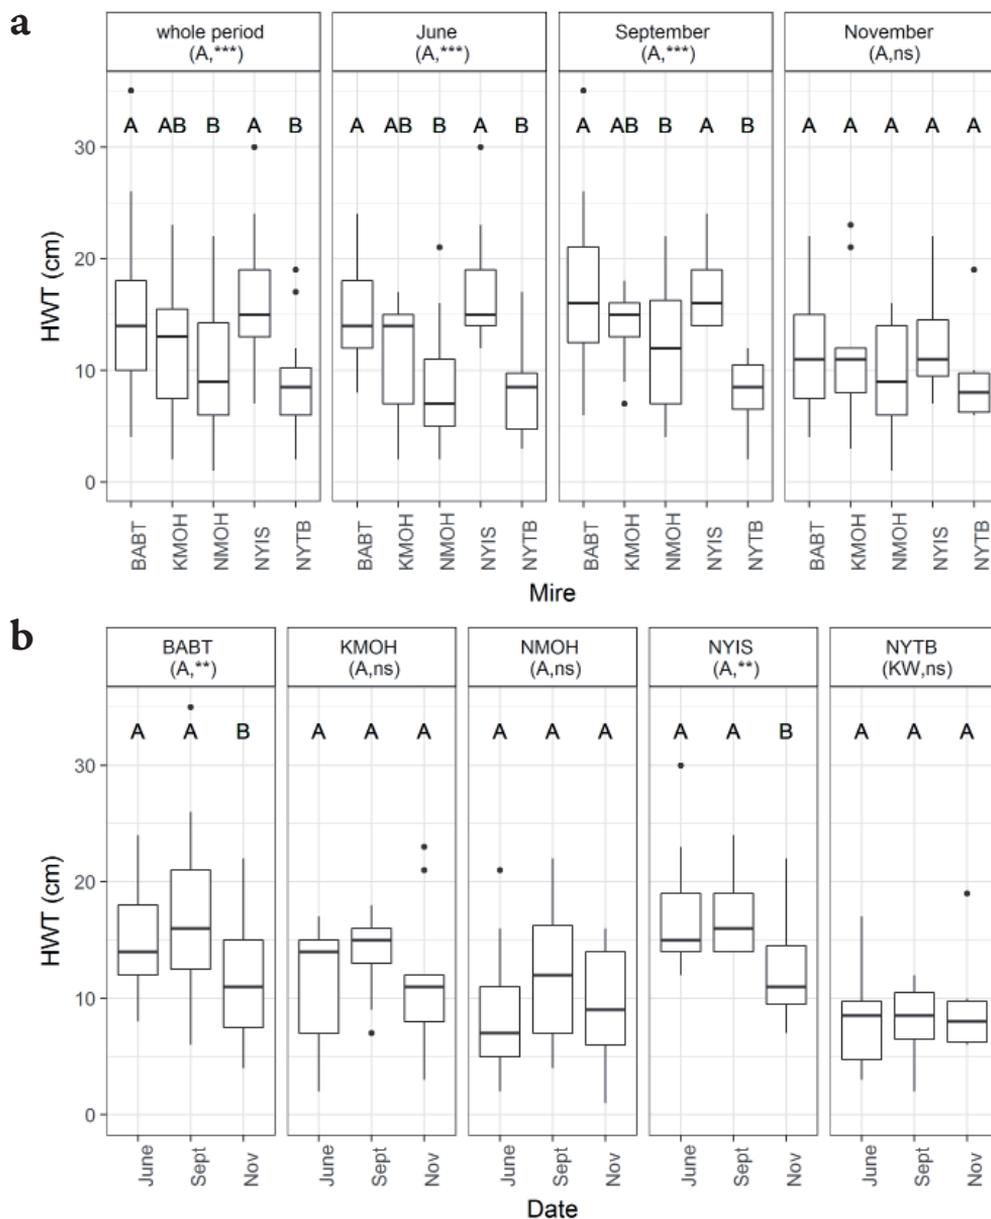 a
whole period
(A,***)
June
(A,***)
September
(A,***)
November
(A,ns)
A AB B A B
A AB B A B
A AB B A B
A A A A A
HWT (cm)
30
20
10
0
BABT KMOH NMOH NYIS NYTB
BABT KMOH NMOH NYIS NYTB
BABT KMOH NMOH NYIS NYTB
BABT KMOH NMOH NYIS NYTB
Mire
b
BABT
(A,**)
KMOH
(A,ns)
NMOH
(A,ns)
NYIS
(A,**)
NYTB
(KW,ns)
A A B
A A A
A A A
A A B
A A A
HWT (cm)
30
20
10
0
June Sept Nov
June Sept Nov
June Sept Nov
June Sept Nov
June Sept Nov
Date